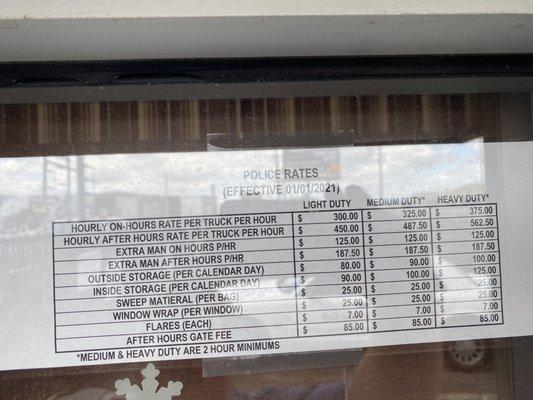 POLICE RATES
(EFFECTIVE 01/01/2021)
LIGHT DUTY MEDIUM DUTY* HEAVY DUTY*
HOURLY ON-HOURS RATE PER TRUCK PER HOUR $ 300.00 $ 325.00 $ 375.00
HOURLY AFTER HOURS RATE PER TRUCK PER HOUR $ 450.00 $ 487.50 $ 562.50
EXTRA MAN ON HOURS P/HR $ 125.00 $ 125.00 $ 125.00
EXTRA MAN AFTER HOURS P/HR $ 187.50 $ 187.50 $ 187.50
OUTSIDE STORAGE (PER CALENDAR DAY) $ 80.00 $ 90.00 $ 100.00
INSIDE STORAGE (PER CALENDAR DAY) $ 90.00 $ 100.00 $ 125.00
SWEEP MATIERAL (PER BAG) $ 25.00 $ 25.00 $ 25.00
WINDOW WRAP (PER WINDOW) $ 25.00 $ 25.00 $ 25.00
FLARES (EACH) $ 7.00 $ 7.00 $ 7.00
AFTER HOURS GATE FEE $ 85.00 $ 85.00 $ 85.00
*MEDIUM & HEAVY DUTY ARE 2 HOUR MINIMUMS